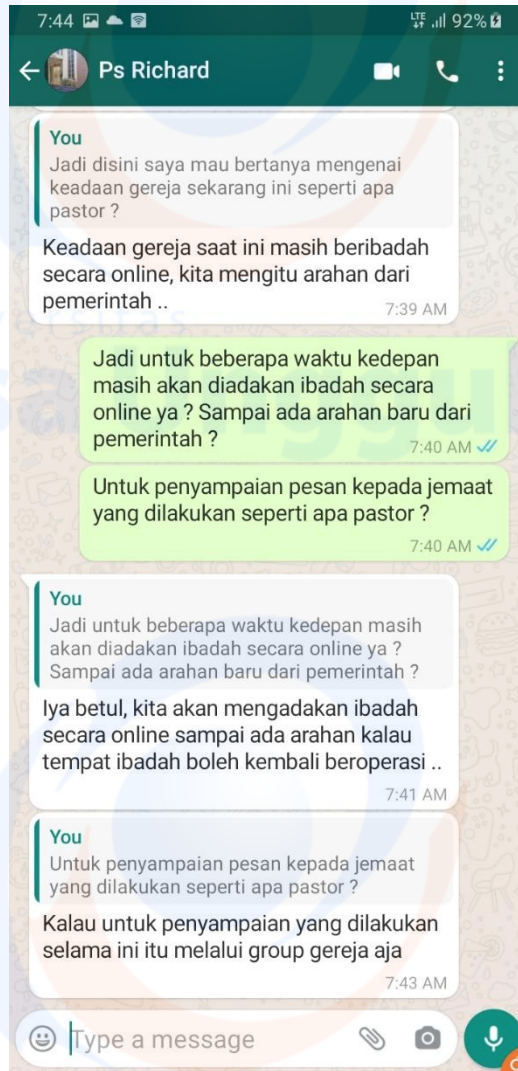 7:44
LTE 92%
Ps Richard
You
Jadi disini saya mau bertanya mengenai
keadaan gereja sekarang ini seperti apa
pastor ?
Keadaan gereja saat ini masih beribadah
secara online, kita mengitu arahan dari
pemerintah ..
7:39 AM
Jadi untuk beberapa waktu kedepan
masih akan diadakan ibadah secara
online ya ? Sampai ada arahan baru dari
pemerintah ?
7:40 AM
Untuk penyampaian pesan kepada jemaat
yang dilakukan seperti apa pastor ?
7:40 AM
You
Jadi untuk beberapa waktu kedepan masih
akan diadakan ibadah secara online ya ?
Sampai ada arahan baru dari pemerintah ?
Iya betul, kita akan mengadakan ibadah
secara online sampai ada arahan kalau
tempat ibadah boleh kembali beroperasi ..
7:41 AM
You
Untuk penyampaian pesan kepada jemaat
yang dilakukan seperti apa pastor ?
Kalau untuk penyampaian yang dilakukan
selama ini itu melalui group gereja aja
7:43 AM
Type a message